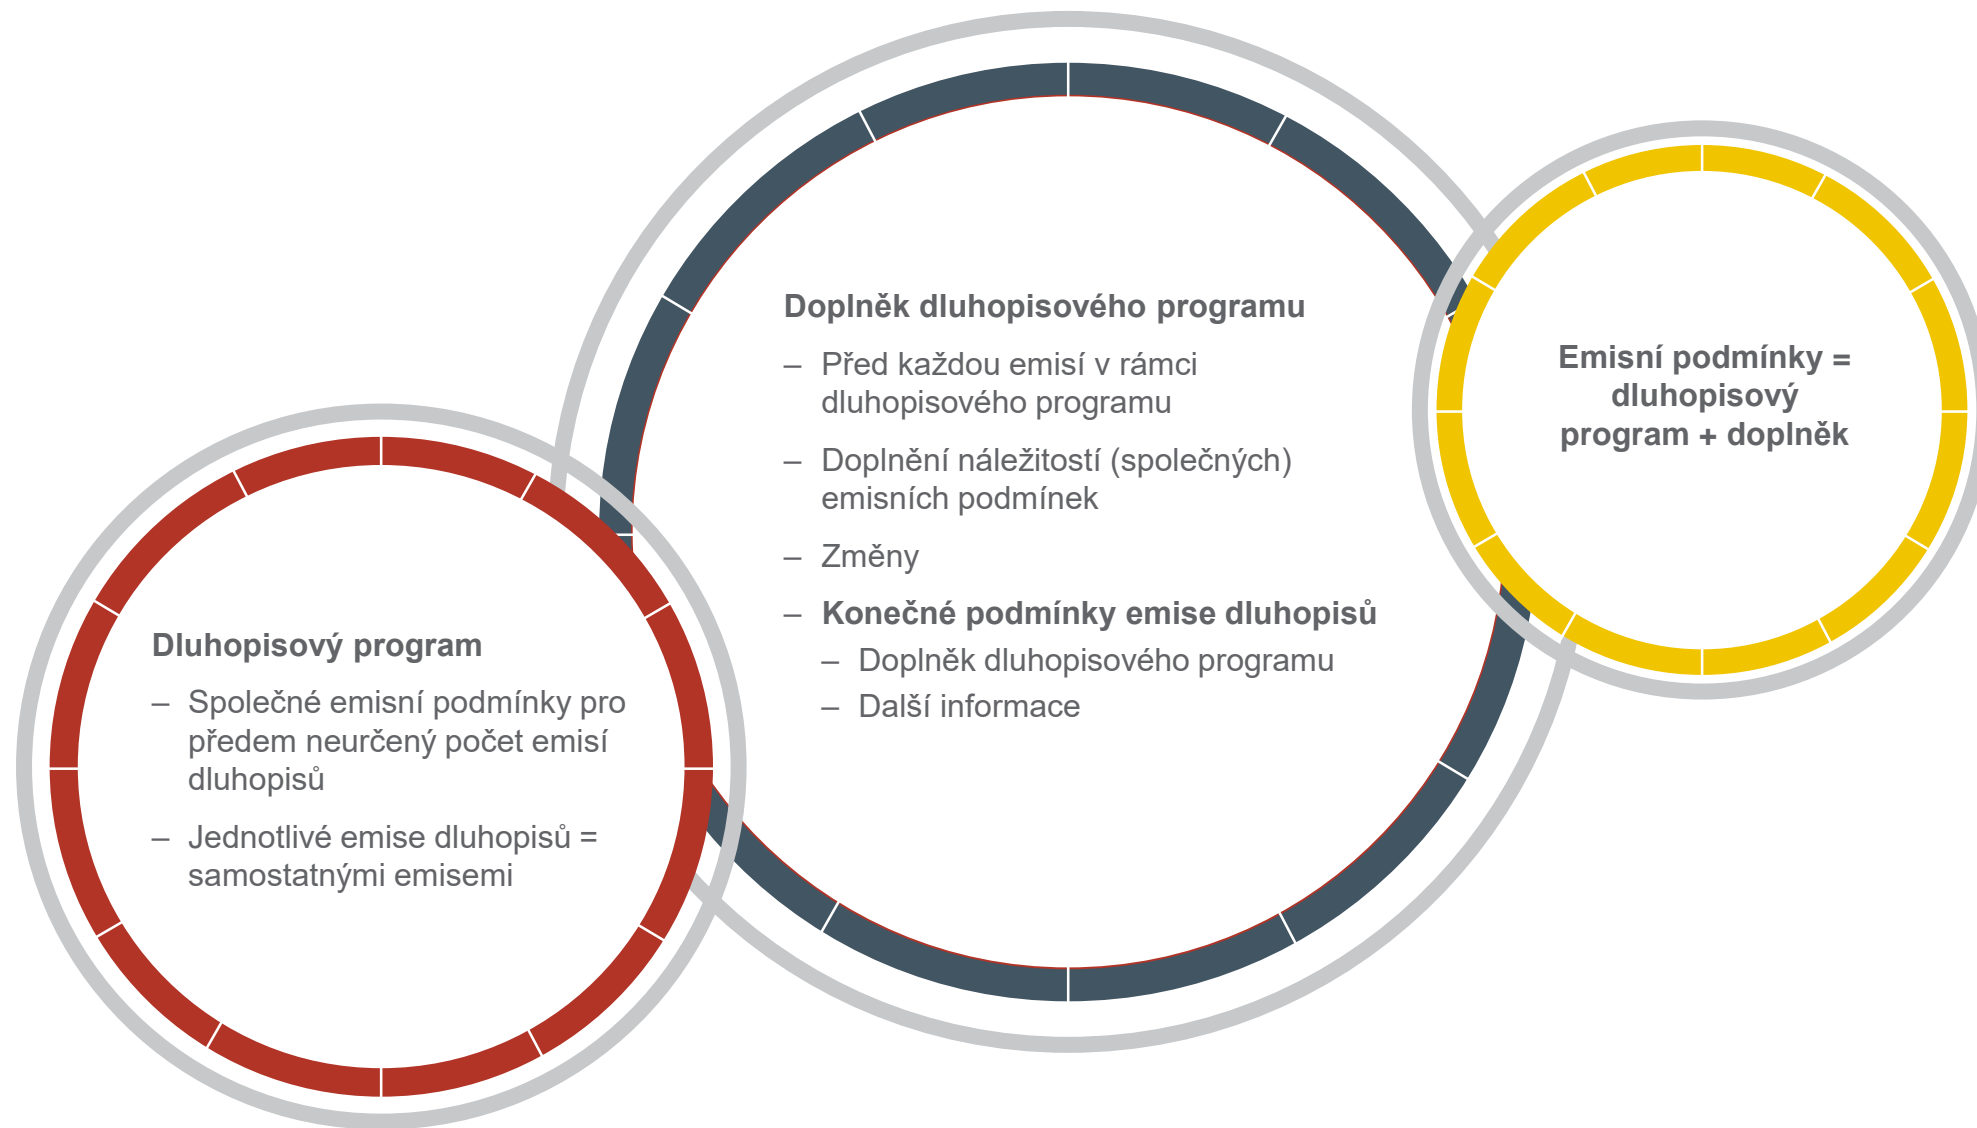 Dluhopisový program
– Společné emisní podmínky pro
předem neurčený počet emisí
dluhopisů
– Jednotlivé emise dluhopisů =
samostatnými emisemi
Doplněk dluhopisového programu
– Před každou emisí v rámci
dluhopisového programu
– Doplnění náležitostí (společných)
emisních podmínek
– Změny
– Konečné podmínky emise dluhopisů
– Doplněk dluhopisového programu
– Další informace
Emisní podmínky =
dluhopisový
program + doplněk